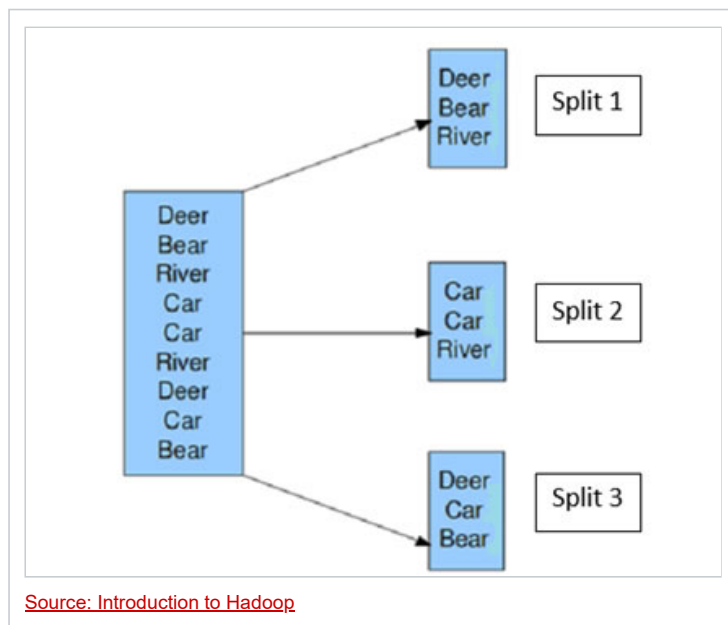 Deer
Bear
River
Split 1
Deer
Bear
River
Car
Car
River
Deer
Car
Bear
Car
Car
River
Split 2
Deer
Car
Bear
Split 3
Source: Introduction to Hadoop